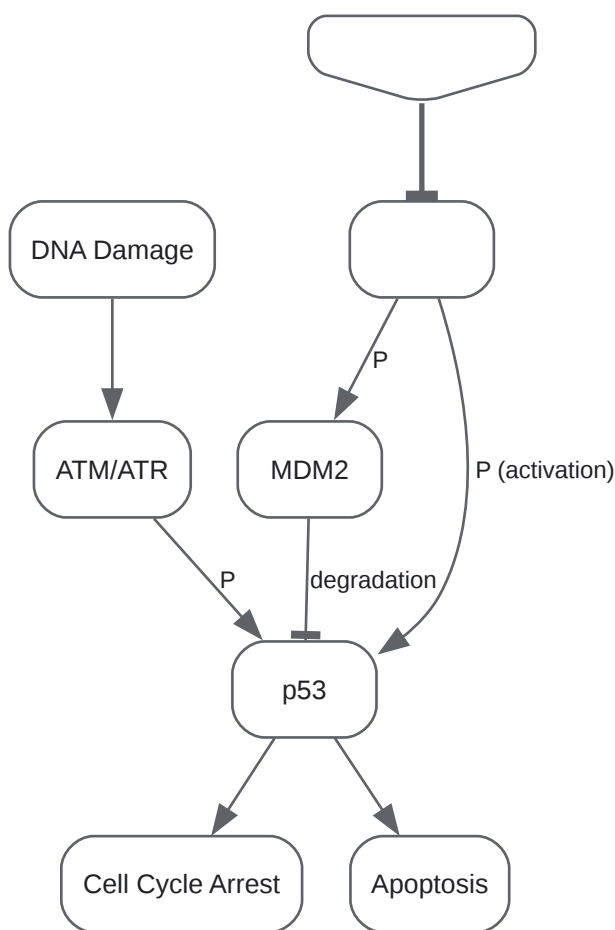 DNA Damage
P
ATM/ATR
MDM2
P (activation)
P
degradation
p53
Cell Cycle Arrest
Apoptosis